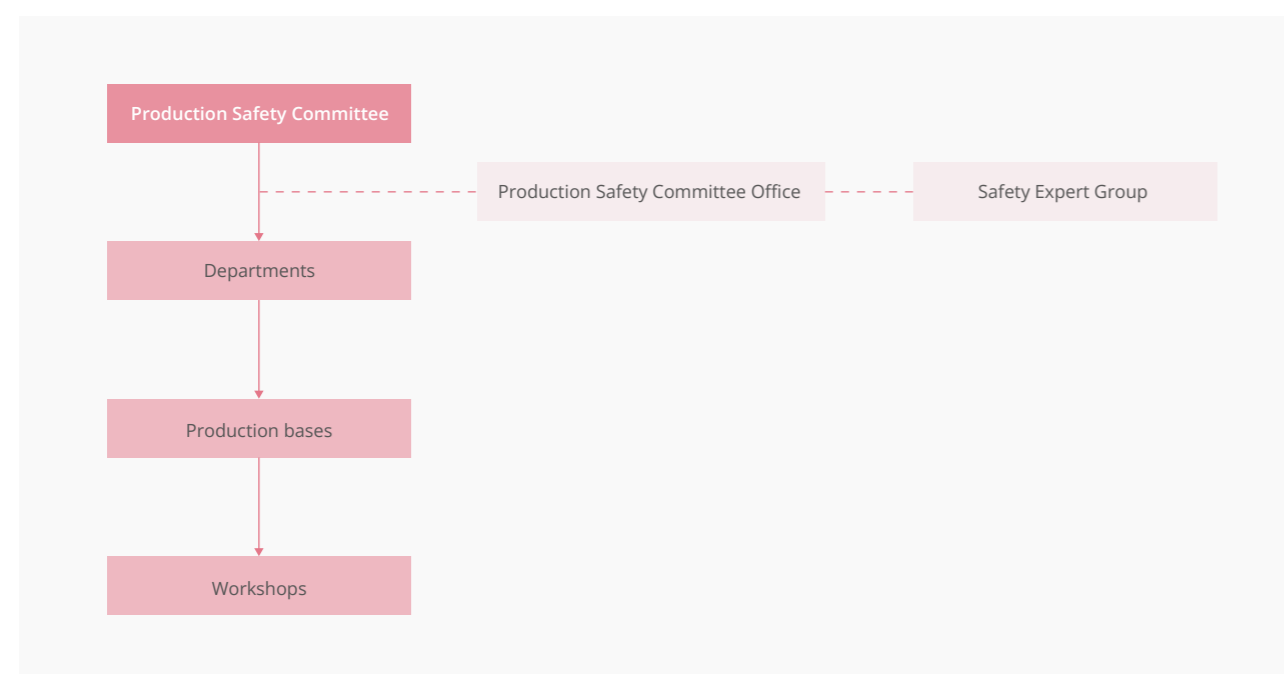 Production Safety Committee
Production Safety Committee Office
Safety Expert Group
Departments
Production bases
Workshops